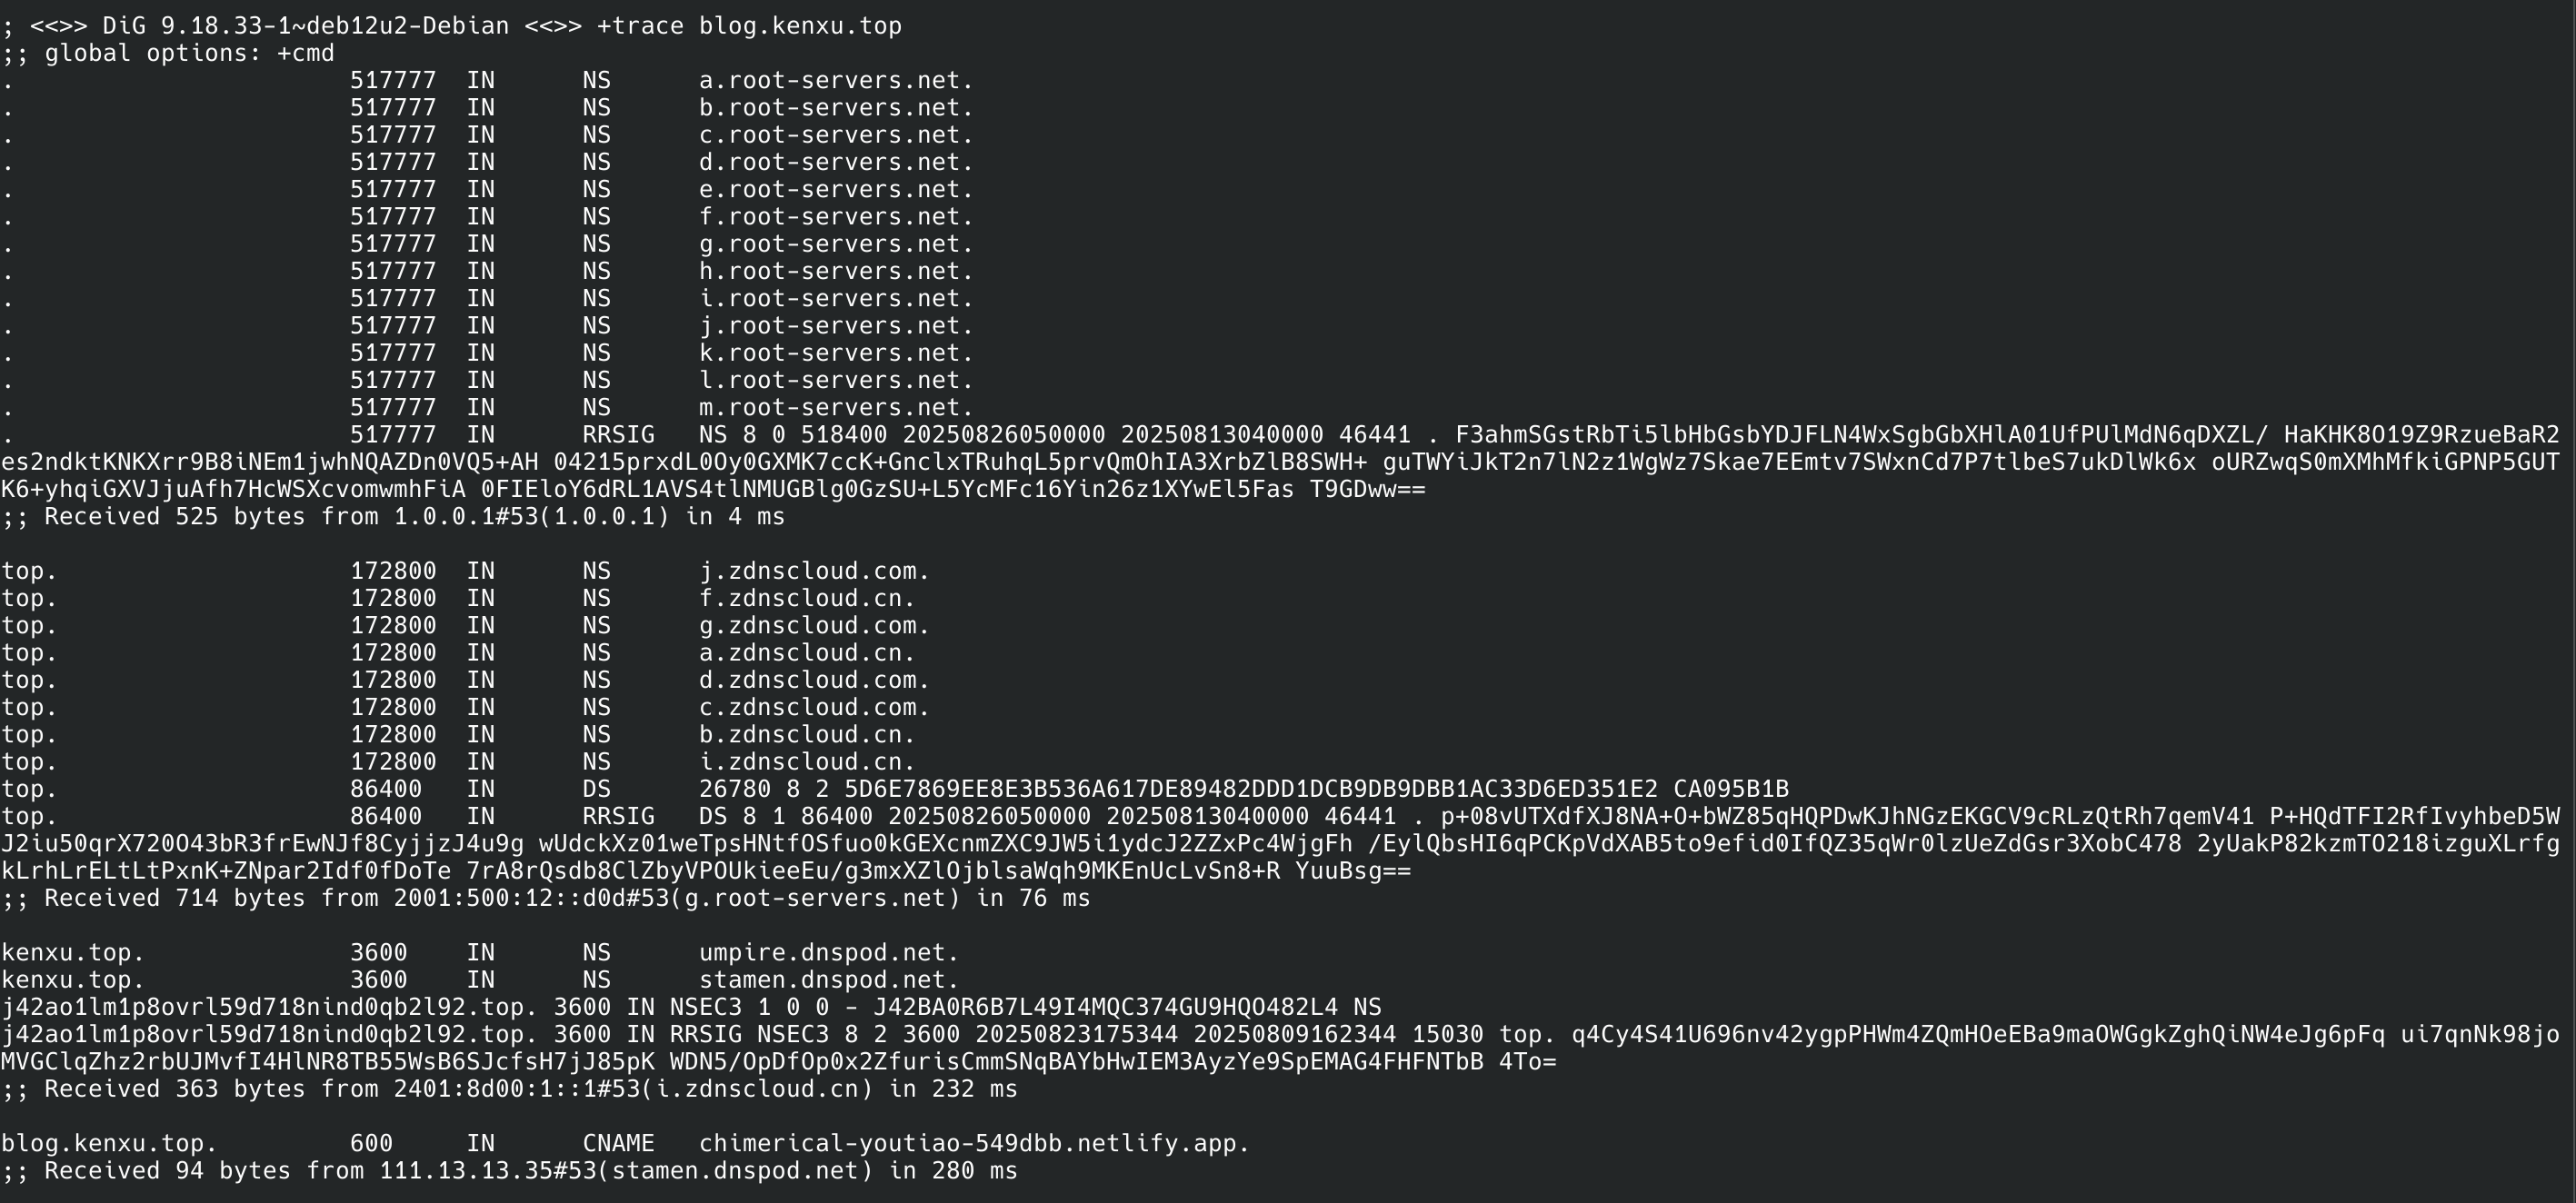 ; <<>> DiG 9.18.33-1~deb12u2-Debian <<>> +trace blog.kenxu.top
;; global options: +cmd
. 517777 IN NS a.root-servers.net.
. 517777 IN NS b.root-servers.net.
. 517777 IN NS c.root-servers.net.
. 517777 IN NS d.root-servers.net.
. 517777 IN NS e.root-servers.net.
. 517777 IN NS f.root-servers.net.
. 517777 IN NS g.root-servers.net.
. 517777 IN NS h.root-servers.net.
. 517777 IN NS i.root-servers.net.
. 517777 IN NS j.root-servers.net.
. 517777 IN NS k.root-servers.net.
. 517777 IN NS l.root-servers.net.
. 517777 IN NS m.root-servers.net.
. 517777 IN RRSIG NS 8 0 518400 20250826050000 20250813040000 46441 . F3ahmSGstRbTi5lbHbGsbYDJFLN4WxSgbGbXHlA01UfPUlMdN6qDXZL/ HaKHK8O19Z9RzueBaR2
es2ndktKNKXrr9B8iNEm1jwhNQAZDn0VQ5+AH 04215prxdL0Oy0GXMK7ccK+GnclxTRuhqL5prvQmOhIA3XrbZlB8SWH+ guTWYiJkT2n7lN2z1WgWz7Skae7EEmtv7SWxnCd7P7tlbeS7ukDlWk6x oURZwqS0mXMhMfkiGPNP5GUT
K6+yhqiGXVJjuAfh7HcWSXcvomwmhFiA 0FIEloY6dRL1AVS4tlNMUGBlg0GzSU+L5YcMFc16Yin26z1XYwEl5Fas T9GDww==
;; Received 525 bytes from 1.0.0.1#53(1.0.0.1) in 4 ms
top. 172800 IN NS j.zdnscloud.com.
top. 172800 IN NS f.zdnscloud.cn.
top. 172800 IN NS g.zdnscloud.com.
top. 172800 IN NS a.zdnscloud.cn.
top. 172800 IN NS d.zdnscloud.com.
top. 172800 IN NS c.zdnscloud.com.
top. 172800 IN NS b.zdnscloud.cn.
top. 172800 IN NS i.zdnscloud.cn.
top. 86400 IN DS 26780 8 2 5D6E7869EE8E3B536A617DE89482DDD1DCB9DB9DBB1AC33D6ED351E2 CA095B1B
top. 86400 IN RRSIG DS 8 1 86400 20250826050000 20250813040000 46441 . p+08vUTXdfXJ8NA+O+bWZ85qHQPDwKJhNGzEKGCV9cRLzQtRh7qemV41 P+HQdTFI2RfIvyhbeD5W
J2iu50qrX720O43bR3frEwNJf8CyjjzJ4u9g wUdckXz01weTpsHNtfOSfuo0kGEXcnmZXC9JW5i1ydcJ2ZZxPc4WjgFh /EylQbsHI6qPCKpVdXAB5to9efid0IfQZ35qWr0lzUeZdGsr3XobC478 2yUakP82kzmTO218izguXLrfg
kLrhLrELtLtPxnK+ZNpar2Idf0fDoTe 7rA8rQsdb8ClZbyVPOUkieeEu/g3mxXZlOjblsaWqh9MKEnUcLvSn8+R YuuBsg==
;; Received 714 bytes from 2001:500:12::d0d#53(g.root-servers.net) in 76 ms
kenxu.top. 3600 IN NS umpire.dnspod.net.
kenxu.top. 3600 IN NS stamen.dnspod.net.
j42ao1lm1p8ovrl59d718nind0qb2l92.top. 3600 IN NSEC3 1 0 0 - J42BA0R6B7L49I4MQC374GU9HQO482L4 NS
j42ao1lm1p8ovrl59d718nind0qb2l92.top. 3600 IN RRSIG NSEC3 8 2 3600 20250823175344 20250809162344 15030 top. q4Cy4S41U696nv42ygpPHWm4ZQmHOeEBa9maOWGgkZghQiNW4eJg6pFq ui7qnNk98jo
MVGClqZhz2rbUJMvfI4HlNR8TB55WsB6SJcfsH7jJ85pK WDN5/OpDfOp0x2ZfurisCmmSNqBAYbHwIEM3AyzYe9SpEMAG4FHFNTbB 4To=
;; Received 363 bytes from 2401:8d00:1::1#53(i.zdnscloud.cn) in 232 ms
blog.kenxu.top. 600 IN CNAME chimerical-youtiao-549dbb.netlify.app.
;; Received 94 bytes from 111.13.13.35#53(stamen.dnspod.net) in 280 ms